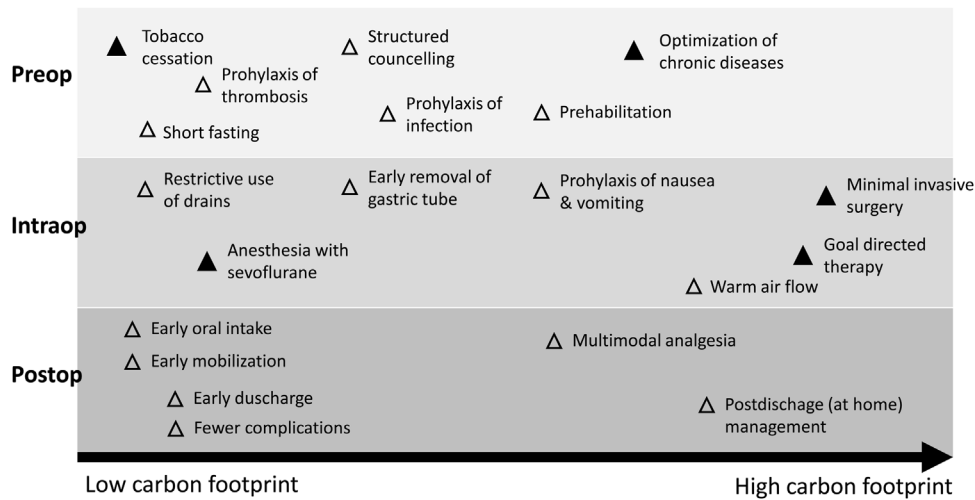 Preop
Tobacco
cessation
Structured
councelling
Optimization of
chronic diseases
Prohylaxis of
thrombosis
Prohylaxis of
infection
Prehabilitation
Short fasting
Intraop
Restrictive use
of drains
Early removal of
gastric tube
Prohylaxis of nausea
& vomiting
Minimal invasive
surgery
Anesthesia with
sevoflurane
Goal directed
therapy
Warm air flow
Postop
Early oral intake
Early mobilization
Multimodal analgesia
Early duscharge
Fewer complications
Postdischage (at home)
management
Low carbon footprint
High carbon footprint